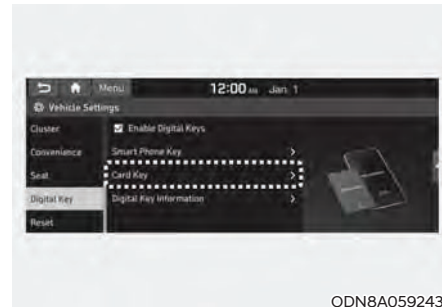 Menu 12:00 AM Jan. 1
Vehicle Settings
Cluster
Enable Digital Keys
Convenience
Smart Phone Key
Seat
Card Key
Digital Key
Digital Key Information
Reset
ODN8A059243